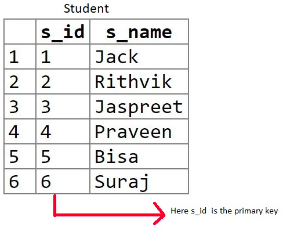 Student
s_id s_name
1 1 Jack
2 2 Rithvik
3 3 Jaspreet
4 4 Praveen
5 5 Bisa
6 6 Suraj
Here s_id is the primary key